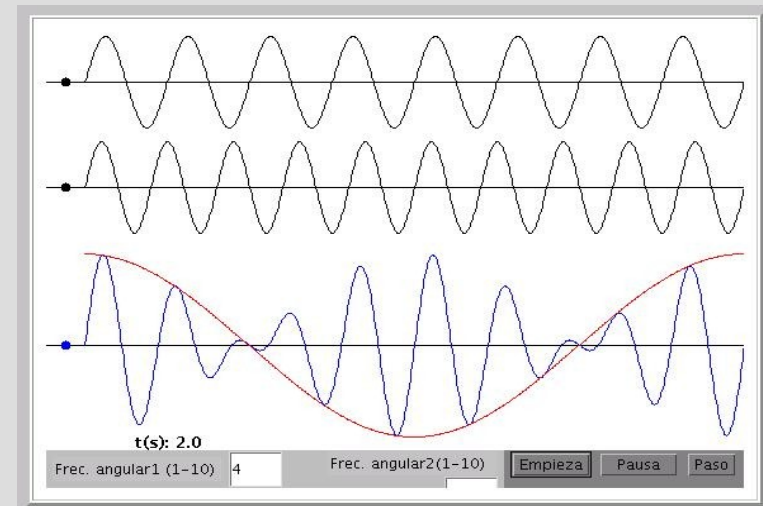 t(s): 2.0
Frec. angular1 (1-10) 4 Frec. angular2(1-10) Empieza Pausa Paso